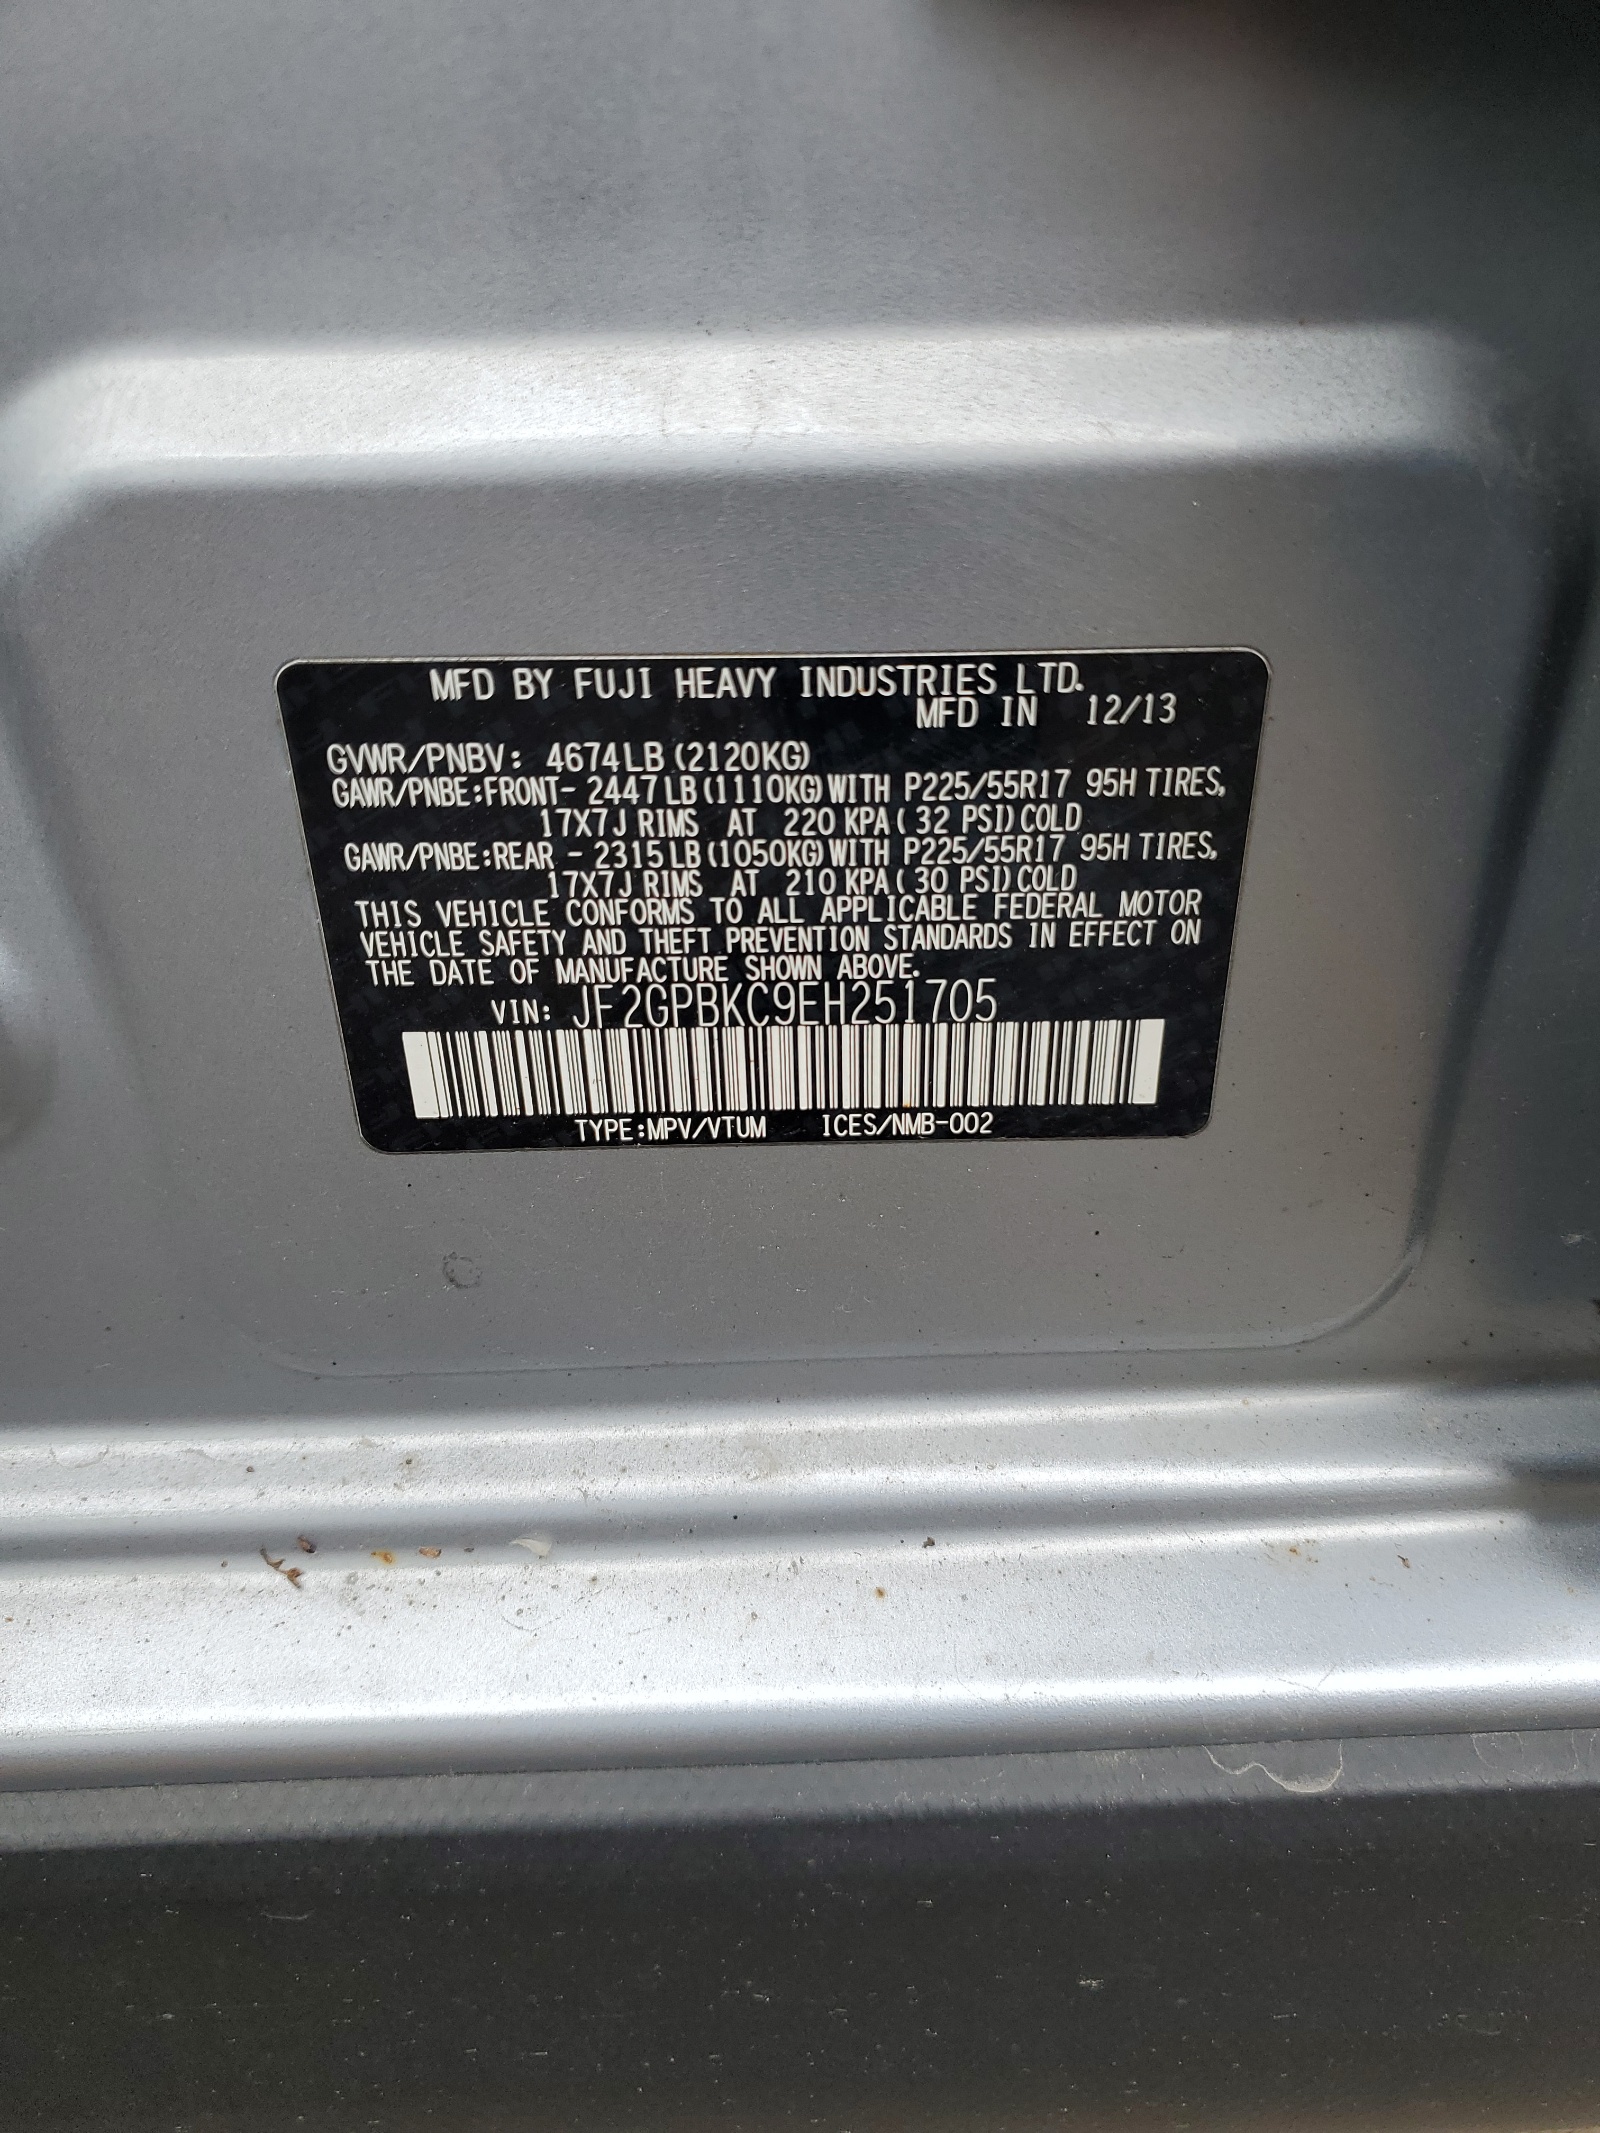 MFD BY FUJI HEAVY INDUSTRIES LTD.
MFD IN 12/13
GVWR/PNBV: 4674LB (2120KG)
GAWR/PNBE:FRONT- 2447LB (1110KG) WITH P225/55R17 95H TIRES,
17X7J RIMS AT 220 KPA ( 32 PSI) COLD
GAWR/PNBE:REAR - 2315LB (1050KG) WITH P225/55R17 95H TIRES,
17X7J RIMS AT 210 KPA ( 30 PSI) COLD
THIS VEHICLE CONFORMS TO ALL APPLICABLE FEDERAL MOTOR
VEHICLE SAFETY AND THEFT PREVENTION STANDARDS IN EFFECT ON
THE DATE OF MANUFACTURE SHOWN ABOVE.
VIN: JF2GPBKC9EH251705
TYPE:MPV/VTUM ICES/NMB-002